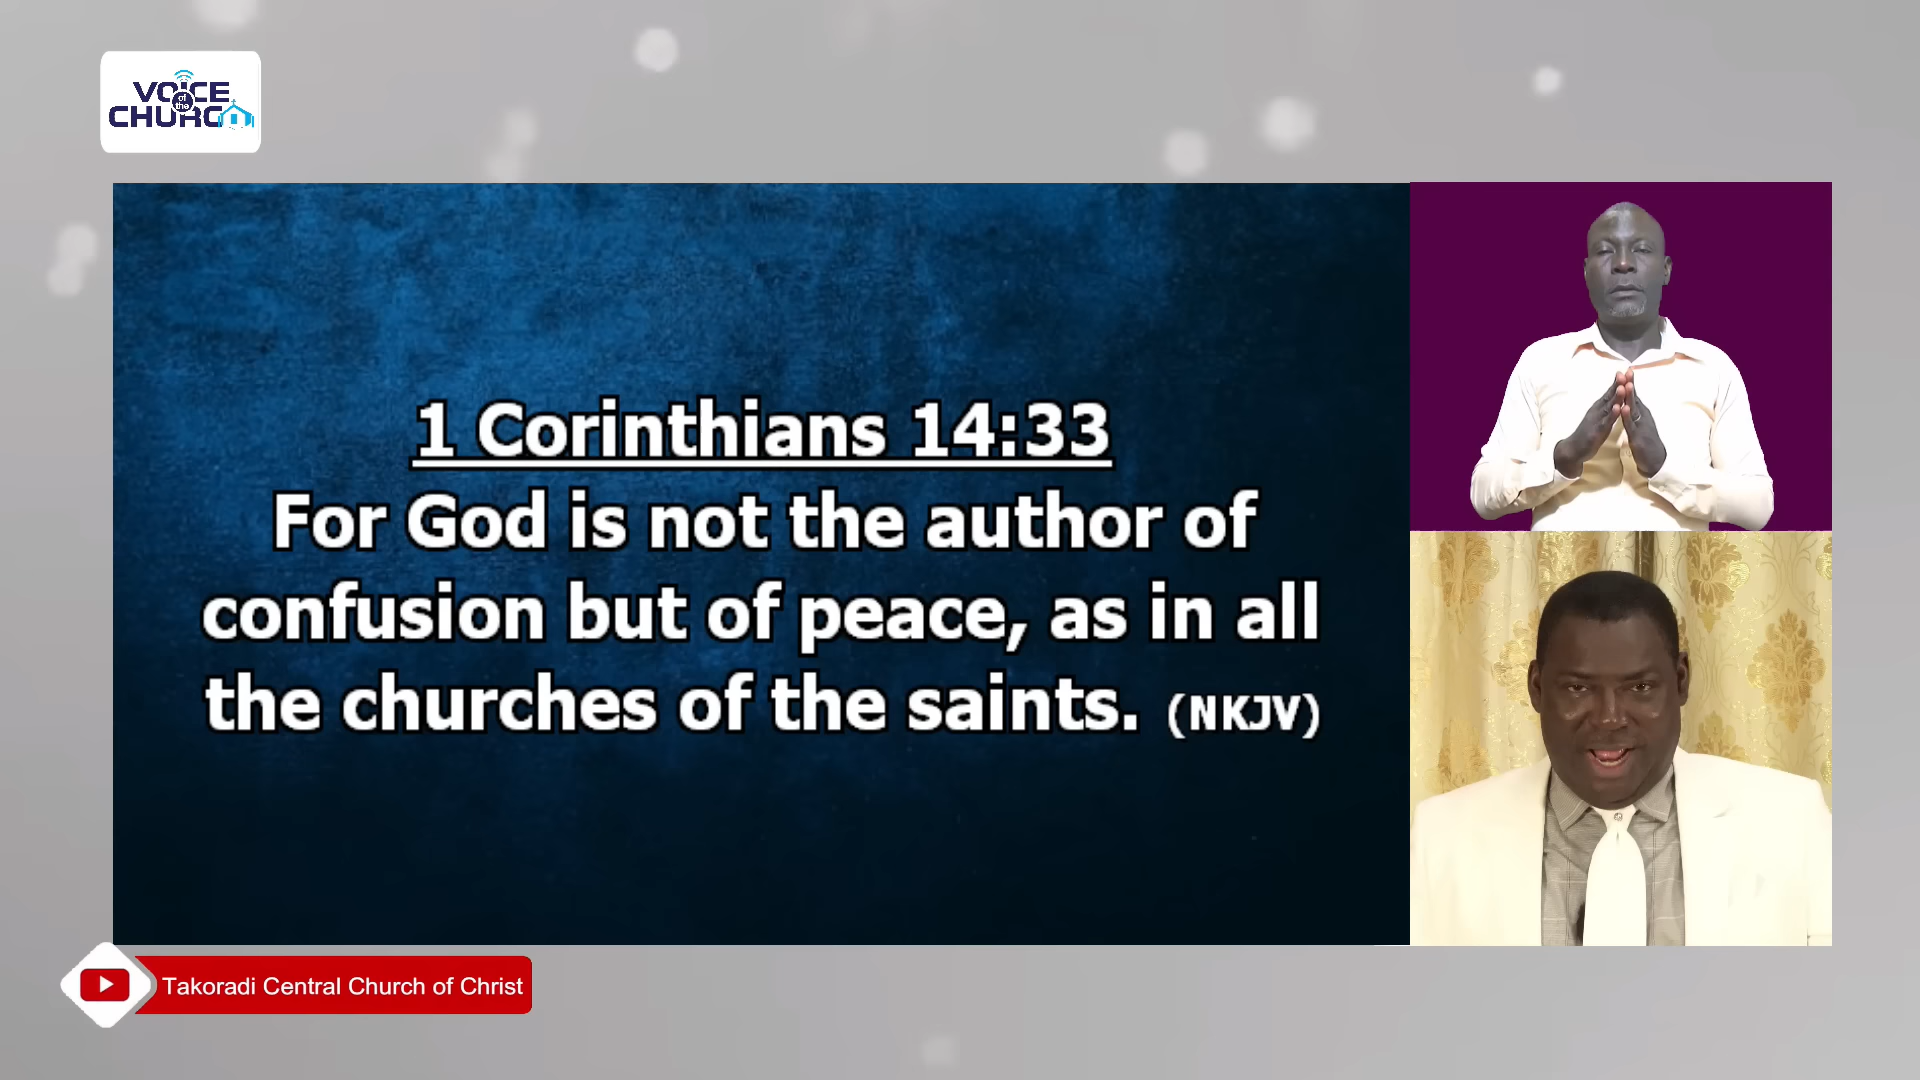 VOICE
of
the
CHURCH
1 Corinthians 14:33
For God is not the author of
confusion but of peace, as in all
the churches of the saints. (NKJV)
Takoradi Central Church of Christ